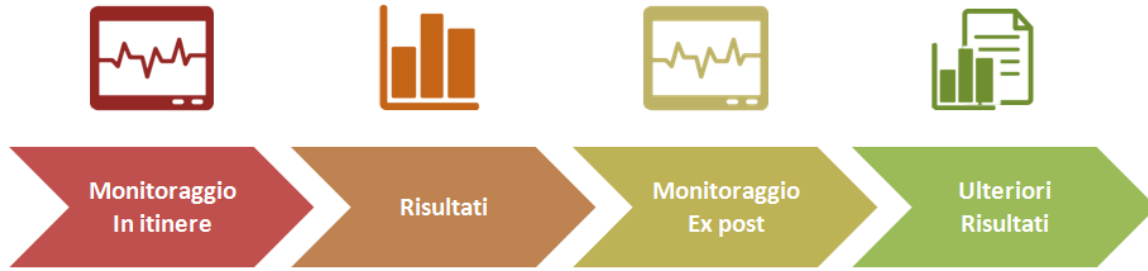 Monitoraggio
In itinere
Risultati
Monitoraggio
Ex post
Ulteriori
Risultati